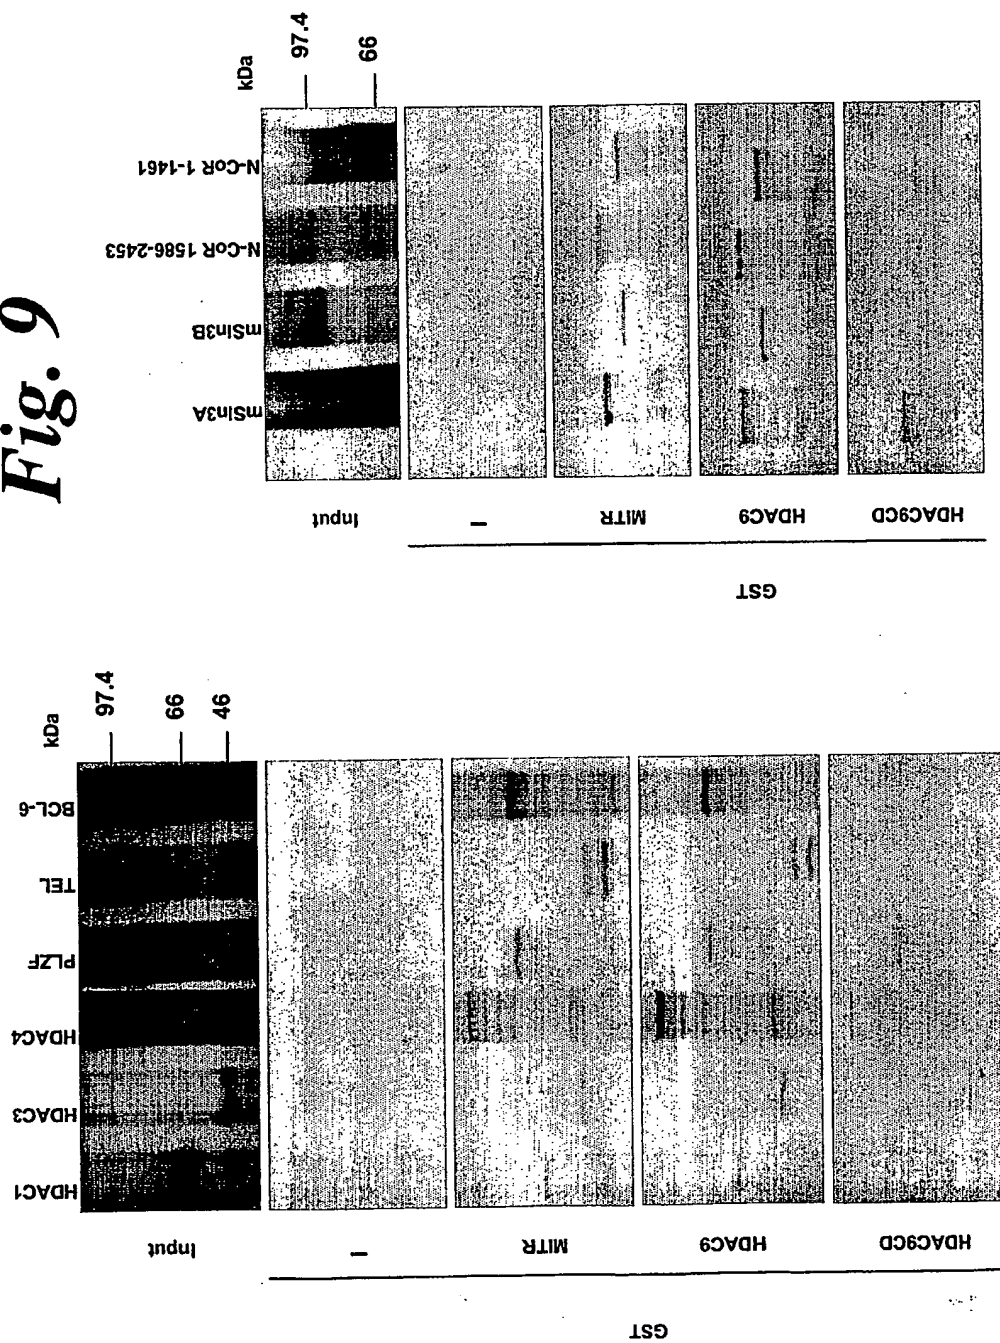 Fig. 9
kDa
HDAC1
HDAC3
HDAC4
PLZF
TEL
BCL-6
97.4
66
46
Input
–
MITR
HDAC9
HDAC9CD
GST
kDa
mSin3A
mSin3B
N-CoR 1586-2453
N-CoR 1-1461
97.4
66
Input
–
MITR
HDAC9
HDAC9CD
GST